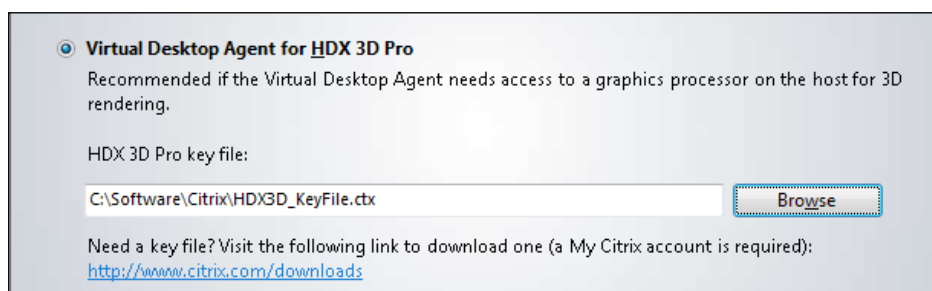 Virtual Desktop Agent for HDX 3D Pro
Recommended if the Virtual Desktop Agent needs access to a graphics processor on the host for 3D
rendering.
HDX 3D Pro key file:
C:\Software\Citrix\HDX3D_KeyFile.ctx
Browse
Need a key file? Visit the following link to download one (a My Citrix account is required):
http://www.citrix.com/downloads